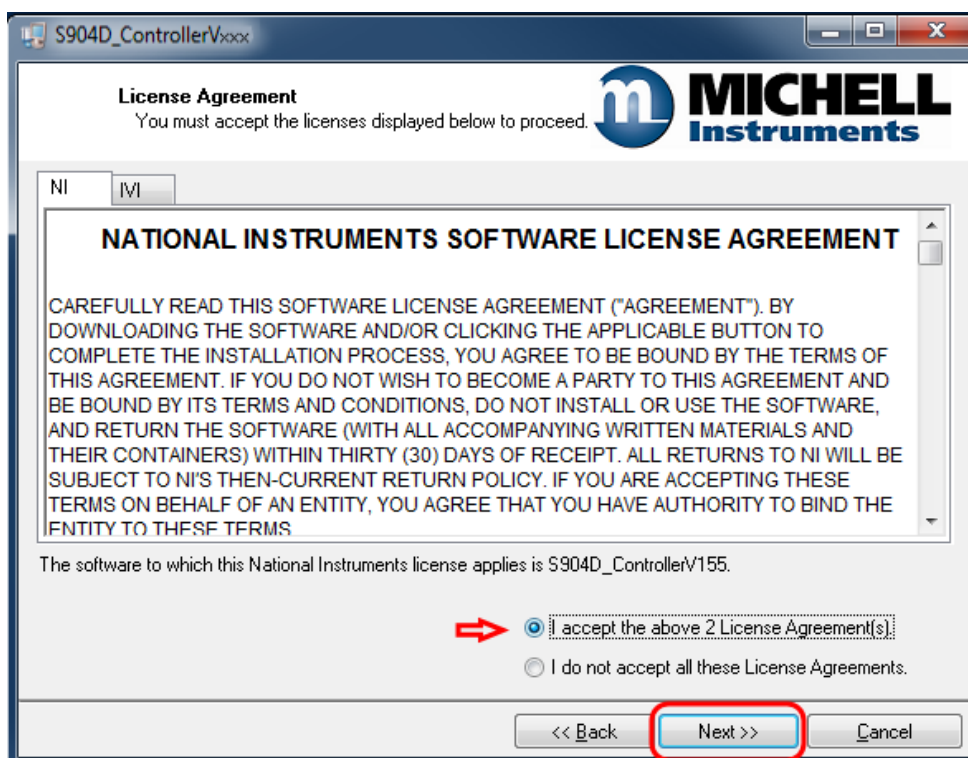 S904D_ControllerVxxx
License Agreement
You must accept the licenses displayed below to proceed.
m MICHELL
Instruments
NI IVI
NATIONAL INSTRUMENTS SOFTWARE LICENSE AGREEMENT
CAREFULLY READ THIS SOFTWARE LICENSE AGREEMENT ("AGREEMENT"). BY
DOWNLOADING THE SOFTWARE AND/OR CLICKING THE APPLICABLE BUTTON TO
COMPLETE THE INSTALLATION PROCESS, YOU AGREE TO BE BOUND BY THE TERMS OF
THIS AGREEMENT. IF YOU DO NOT WISH TO BECOME A PARTY TO THIS AGREEMENT AND
BE BOUND BY ITS TERMS AND CONDITIONS, DO NOT INSTALL OR USE THE SOFTWARE,
AND RETURN THE SOFTWARE (WITH ALL ACCOMPANYING WRITTEN MATERIALS AND
THEIR CONTAINERS) WITHIN THIRTY (30) DAYS OF RECEIPT. ALL RETURNS TO NI WILL BE
SUBJECT TO NI'S THEN-CURRENT RETURN POLICY. IF YOU ARE ACCEPTING THESE
TERMS ON BEHALF OF AN ENTITY, YOU AGREE THAT YOU HAVE AUTHORITY TO BIND THE
ENTITY TO THESE TERMS
The software to which this National Instruments license applies is S904D_ControllerV155.
I accept the above 2 License Agreement(s).
I do not accept all these License Agreements.
<< Back Next >> Cancel